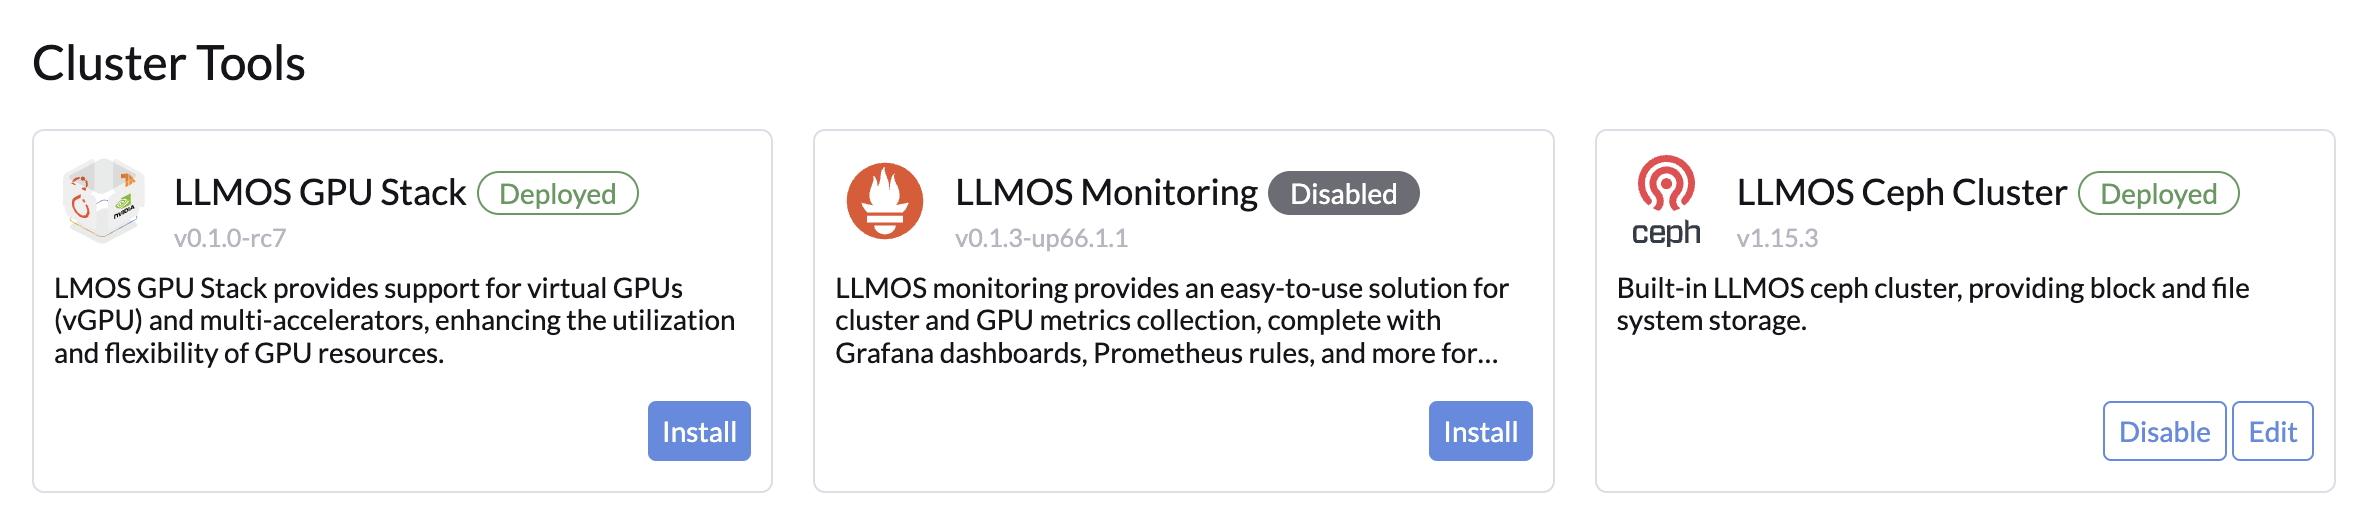 Cluster Tools
LLMOS GPU Stack Deployed
v0.1.0-rc7
LMOS GPU Stack provides support for virtual GPUs
(vGPU) and multi-accelerators, enhancing the utilization
and flexibility of GPU resources.
Install
LLMOS Monitoring Disabled
v0.1.3-up66.1.1
LLMOS monitoring provides an easy-to-use solution for
cluster and GPU metrics collection, complete with
Grafana dashboards, Prometheus rules, and more for...
Install
ceph
LLMOS Ceph Cluster Deployed
v1.15.3
Built-in LLMOS ceph cluster, providing block and file
system storage.
Disable Edit